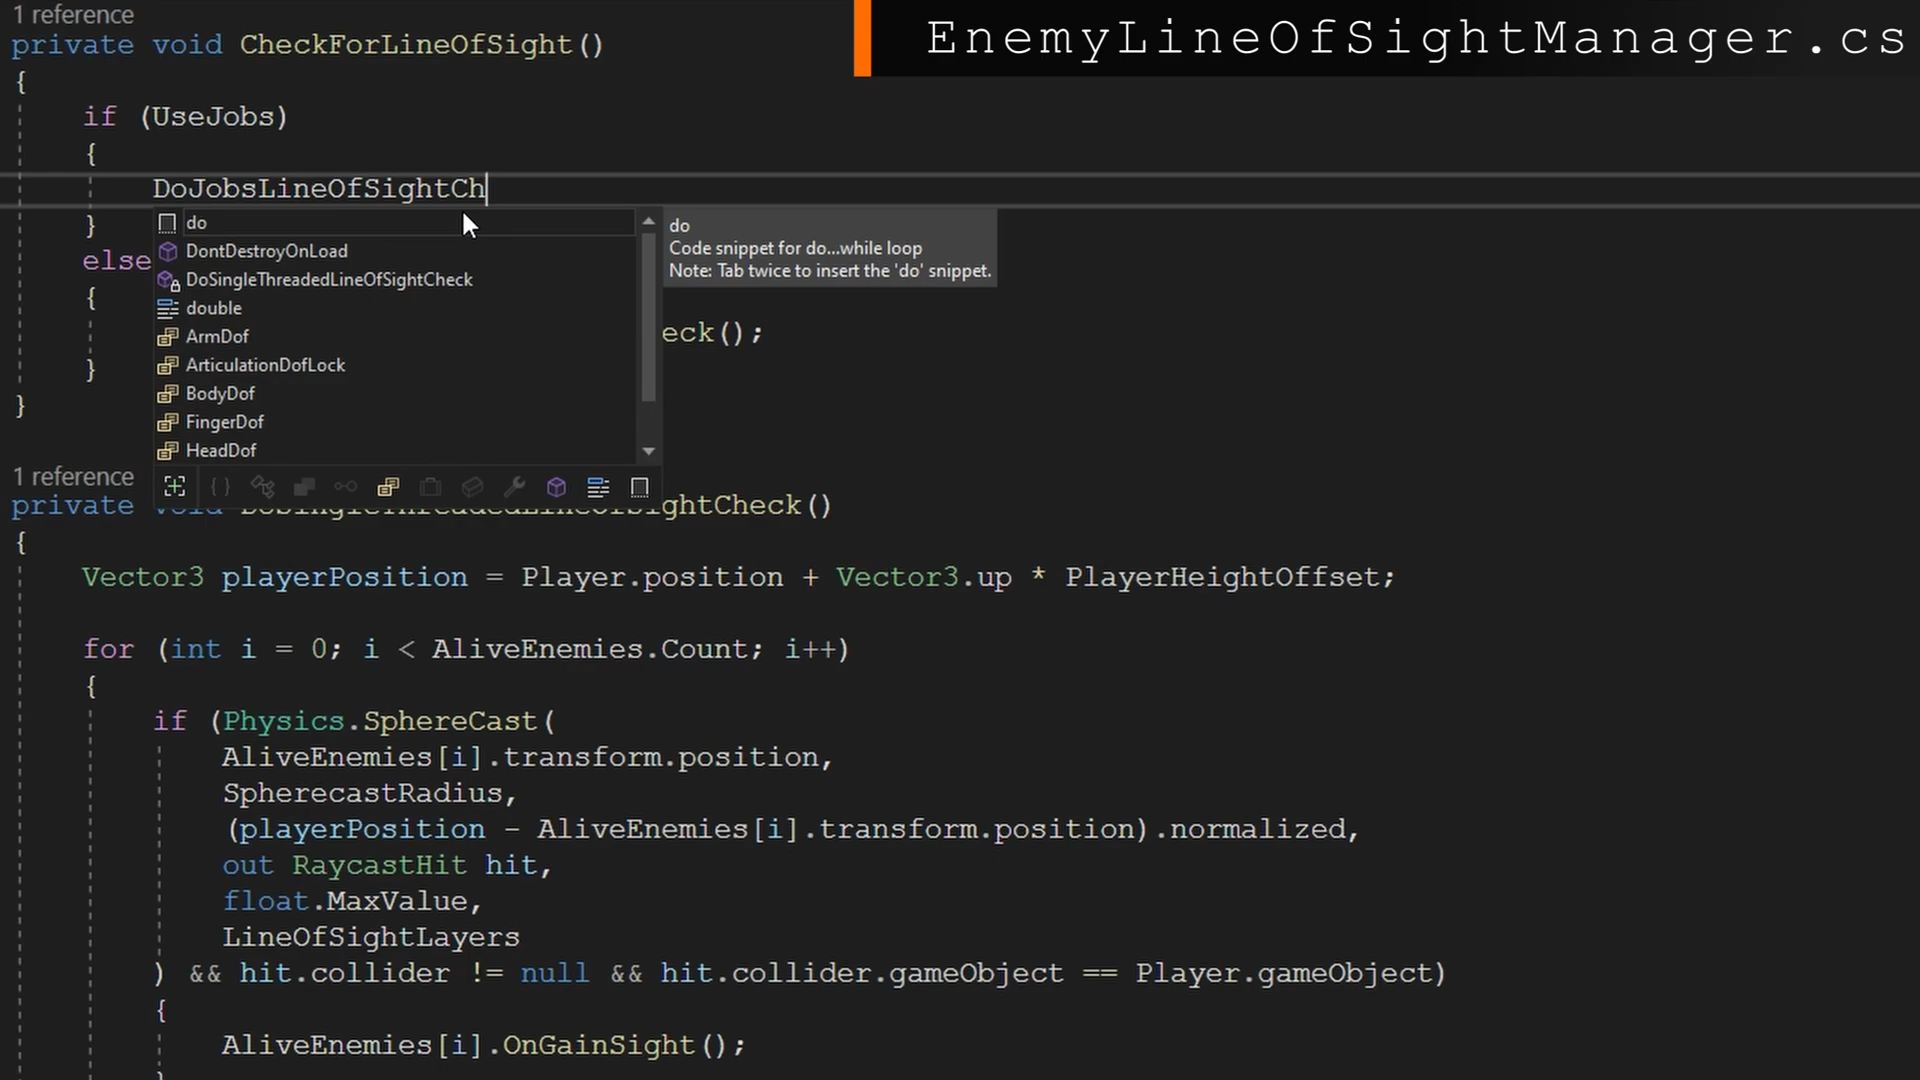 1 reference
EnemyLineOfSightManager.cs
private void CheckForLineOfSight()
{
if (UseJobs)
{
DoJobsLineOfSightCh
}
else
{
eck();
}
}
do
DontDestroyOnLoad
DoSingleThreadedLineOfSightCheck
double
ArmDof
ArticulationDofLock
BodyDof
FingerDof
HeadDof
do
Code snippet for do...while loop
Note: Tab twice to insert the 'do' snippet.
1 reference
private void DoSingleThreadedLineOfSightCheck()
{
Vector3 playerPosition = Player.position + Vector3.up * PlayerHeightOffset;
for (int i = 0; i < AliveEnemies.Count; i++)
{
if (Physics.SphereCast(
AliveEnemies[i].transform.position,
SpherecastRadius,
(playerPosition - AliveEnemies[i].transform.position).normalized,
out RaycastHit hit,
float.MaxValue,
LineOfSightLayers
) && hit.collider != null && hit.collider.gameObject == Player.gameObject)
{
AliveEnemies[i].OnGainSight();
}